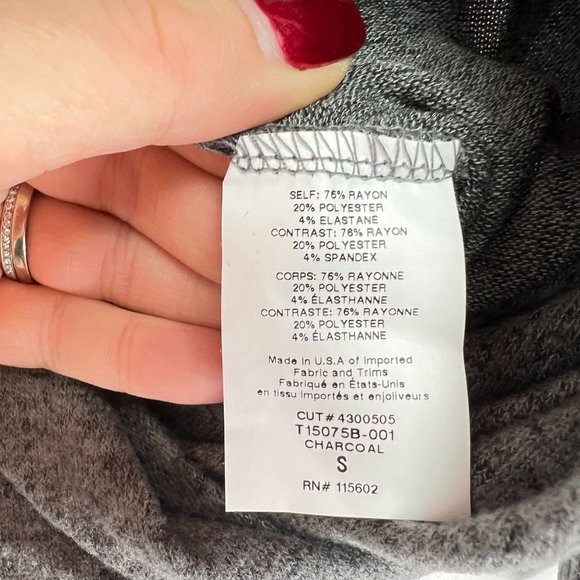 SELF: 76% RAYON
20% POLYESTER
4% ELASTANE
CONTRAST: 76% RAYON
20% POLYESTER
4% SPANDEX
CORPS: 76% RAYONNE
20% POLYESTER
4% ÉLASTHANNE
CONTRASTE: 76% RAYONNE
20% POLYESTER
4% ÉLASTHANNE
Made in U.S.A of Imported
Fabric and Trims
Fabriqué en États-Unis
en tissu importés et enjoliveurs
CUT# 4300505
T15075B-001
CHARCOAL
S
RN# 115602